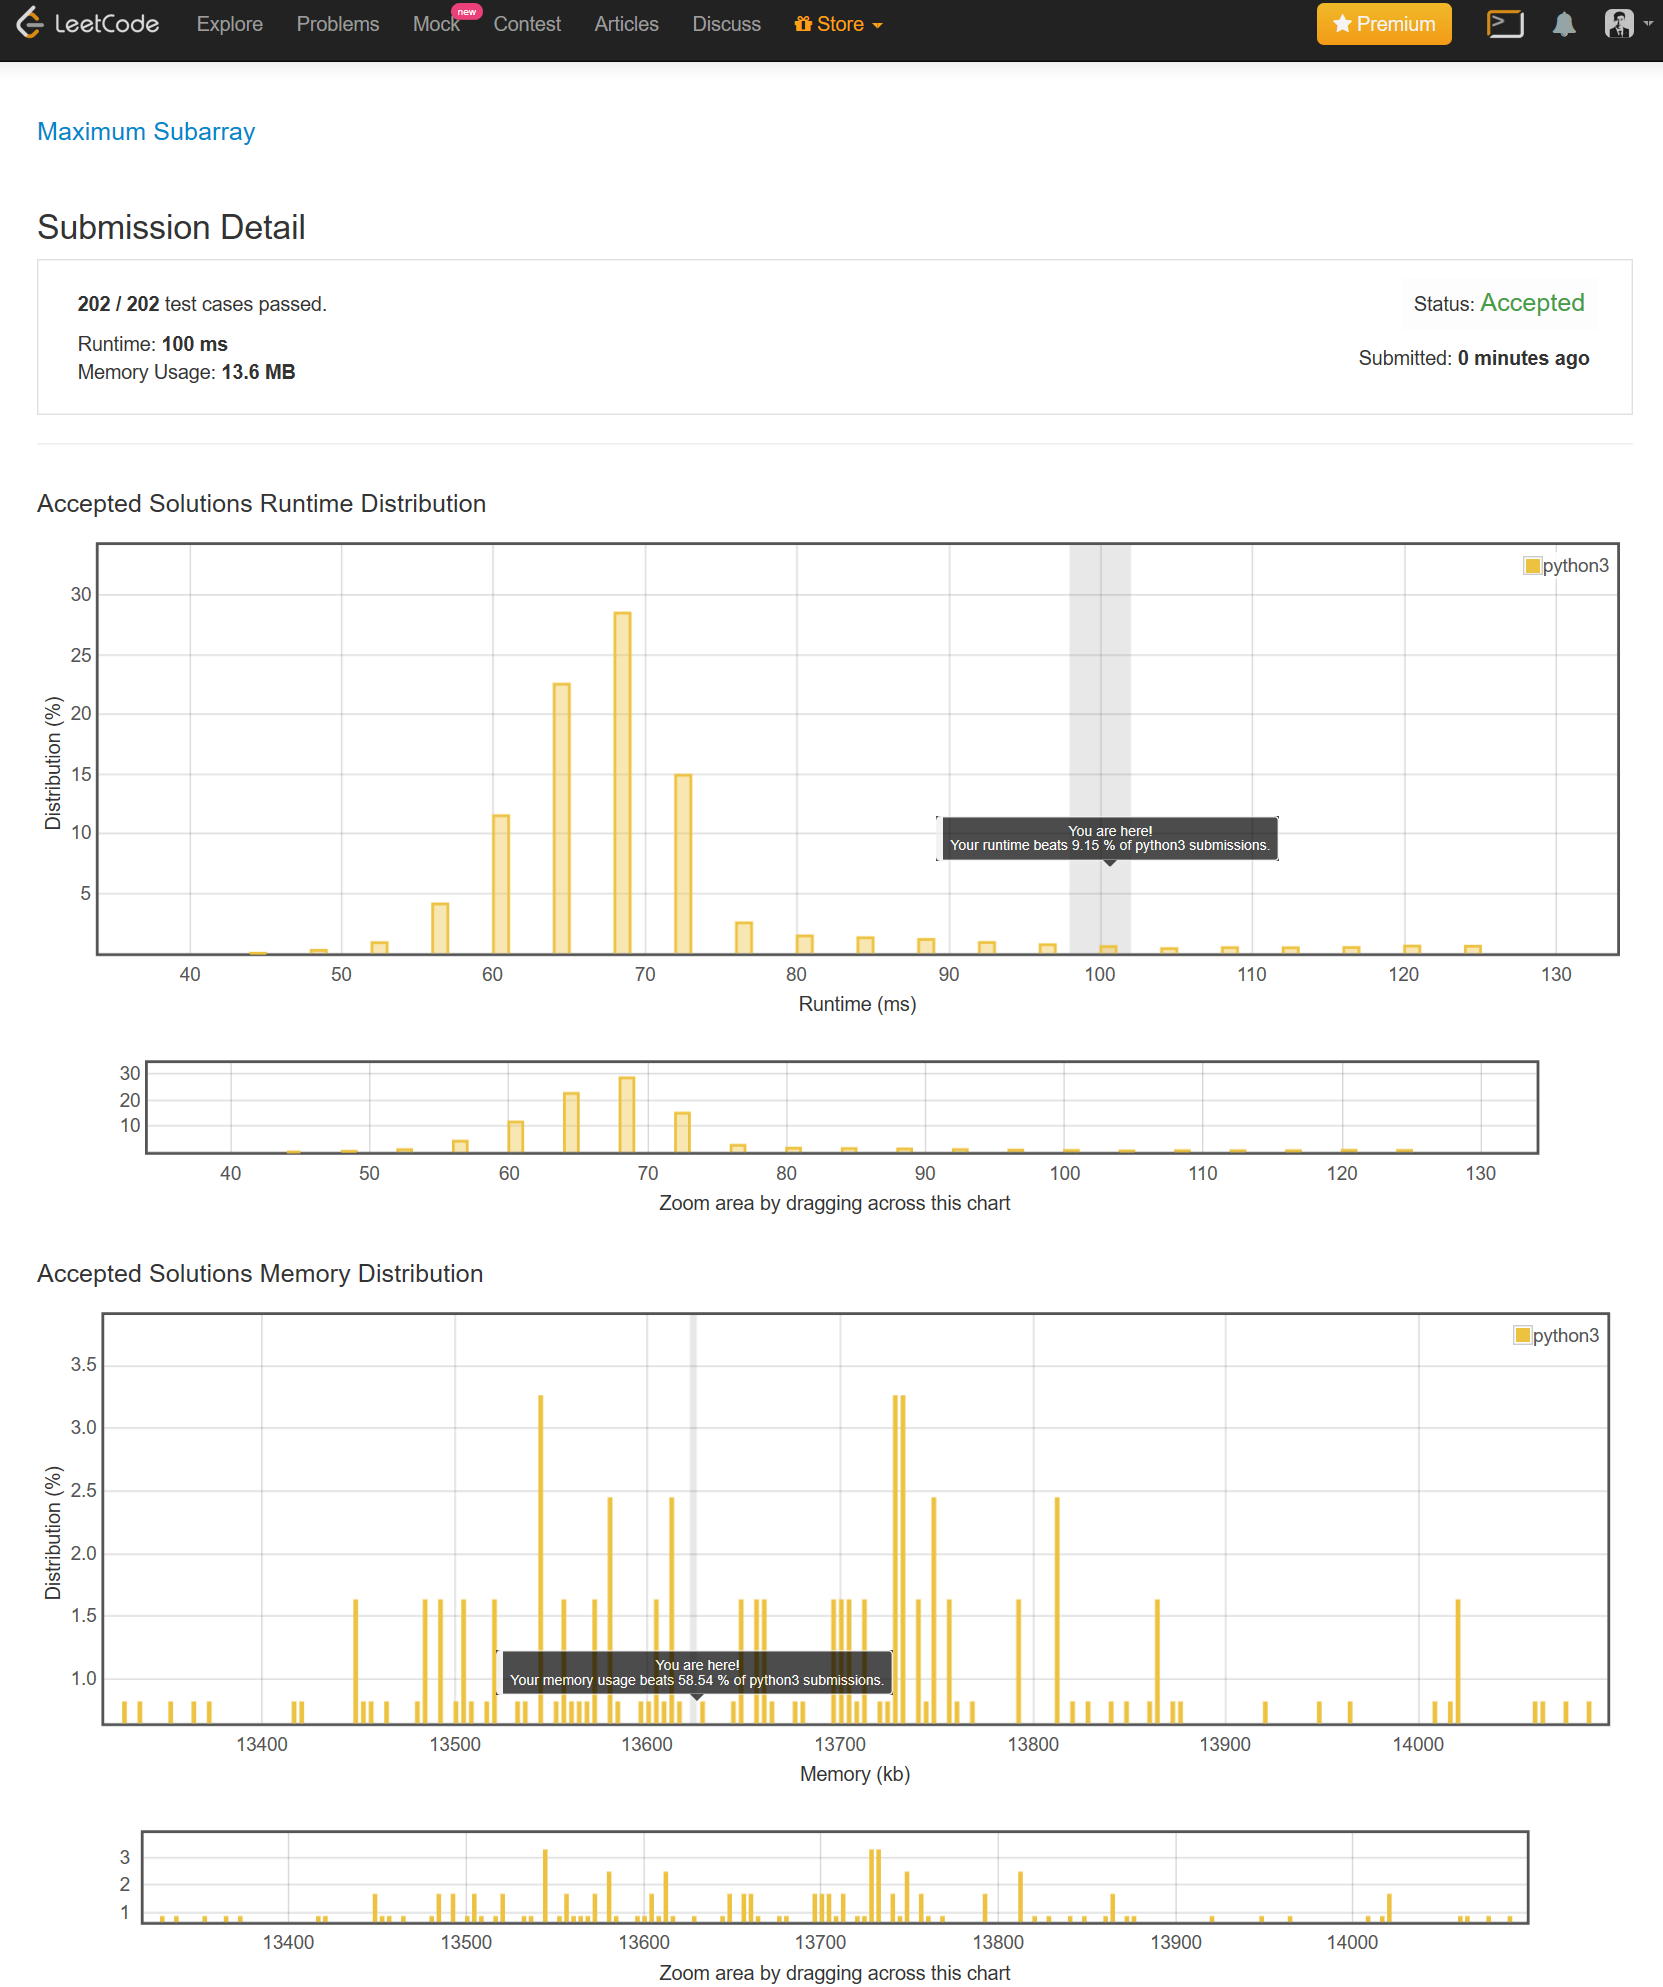 LeetCode
Explore
Problems
Mock
new
Contest
Articles
Discuss
Store
Premium
Maximum Subarray
Submission Detail
202 / 202 test cases passed.
Status: Accepted
Runtime: 100 ms
Submitted: 0 minutes ago
Memory Usage: 13.6 MB
Accepted Solutions Runtime Distribution
python3
30
25
20
15
10
5
Distribution (%)
You are here!
Your runtime beats 9.15 % of python3 submissions.
40 50 60 70 80 90 100 110 120 130
Runtime (ms)
30
20
10
40 50 60 70 80 90 100 110 120 130
Zoom area by dragging across this chart
Accepted Solutions Memory Distribution
python3
3.5
3.0
2.5
2.0
1.5
1.0
Distribution (%)
You are here!
Your memory usage beats 58.54 % of python3 submissions.
13400 13500 13600 13700 13800 13900 14000
Memory (kb)
3
2
1
13400 13500 13600 13700 13800 13900 14000
Zoom area by dragging across this chart